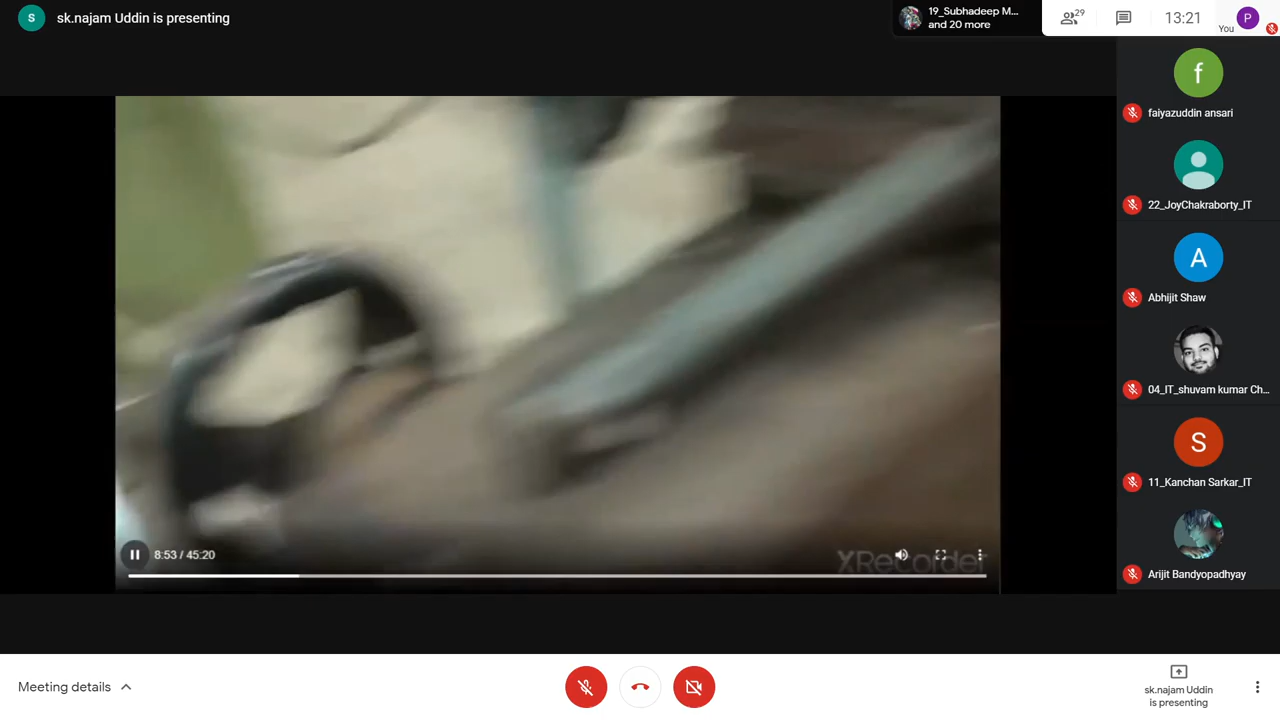 S
sk.najam Uddin is presenting
19_Subhadeep M...
and 20 more
29
13:21
You
P
f
faiyazuddin ansari
22_JoyChakraborty_IT
A
Abhijit Shaw
04_IT_shuvam kumar Ch...
S
11_Kanchan Sarkar_IT
Arijit Bandyopadhyay
8:53 / 45:20
XRecorder
Meeting details
sk.najam Uddin
is presenting